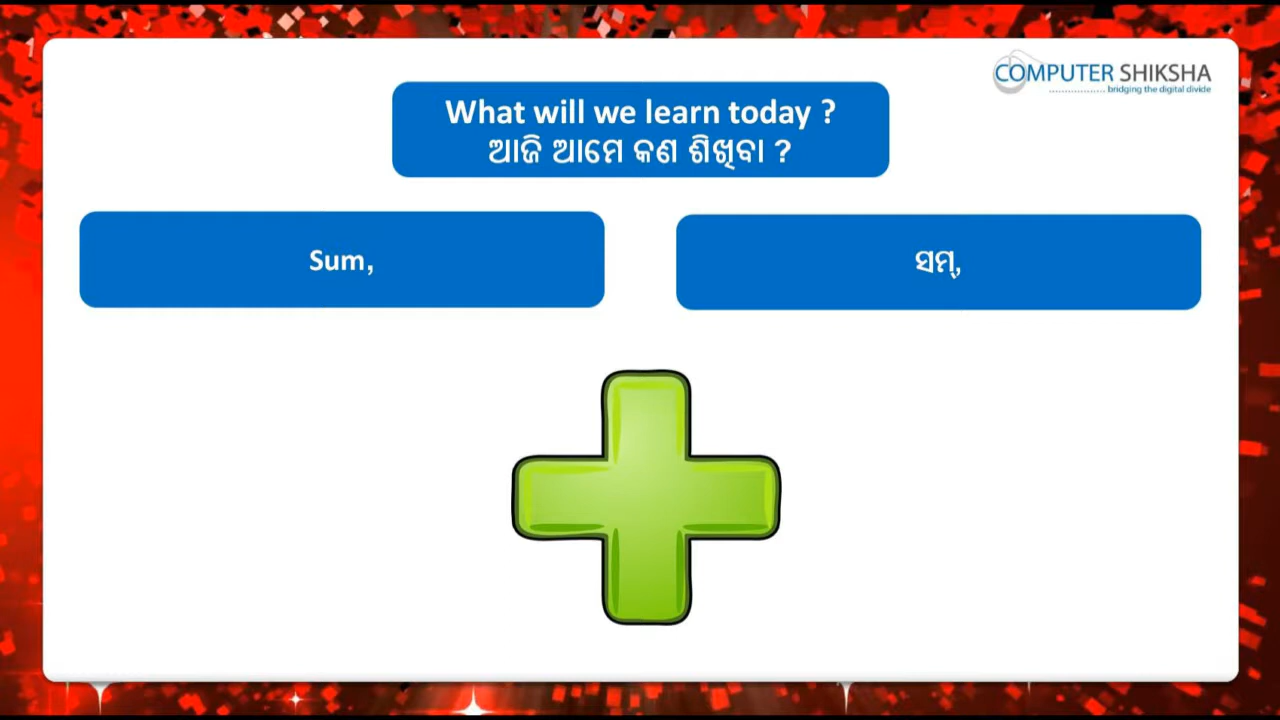 COMPUTER SHIKSHA
bridging the digital divide
What will we learn today ?
ଆଜି ଆମେ କଣ ଶିଖିବା ?
Sum,
ସମ୍,